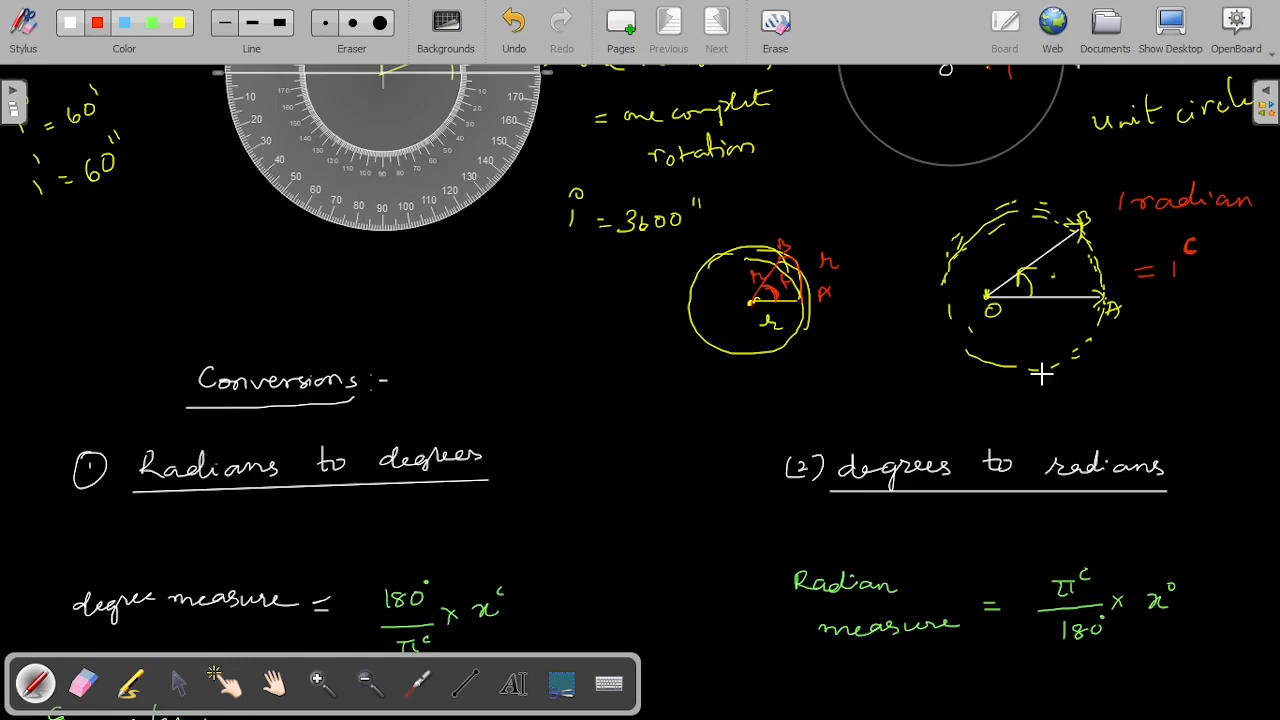 Stylus
Color
Line
Eraser
Backgrounds
Undo
Redo
Pages
Previous
Next
Erase
Board
Web
Documents
Show Desktop
OpenBoard
= 60'
1' = 60"
= one complet
rotation
1° = 3600"
unit circle
1 radian
= 1ᶜ
B
r
r
A
r
B
O
A
Conversions :-
① Radians to degrees
(2) degrees to radians
degree measure = 180°/πᶜ × xᶜ
Radian
measure = πᶜ/180° × x°